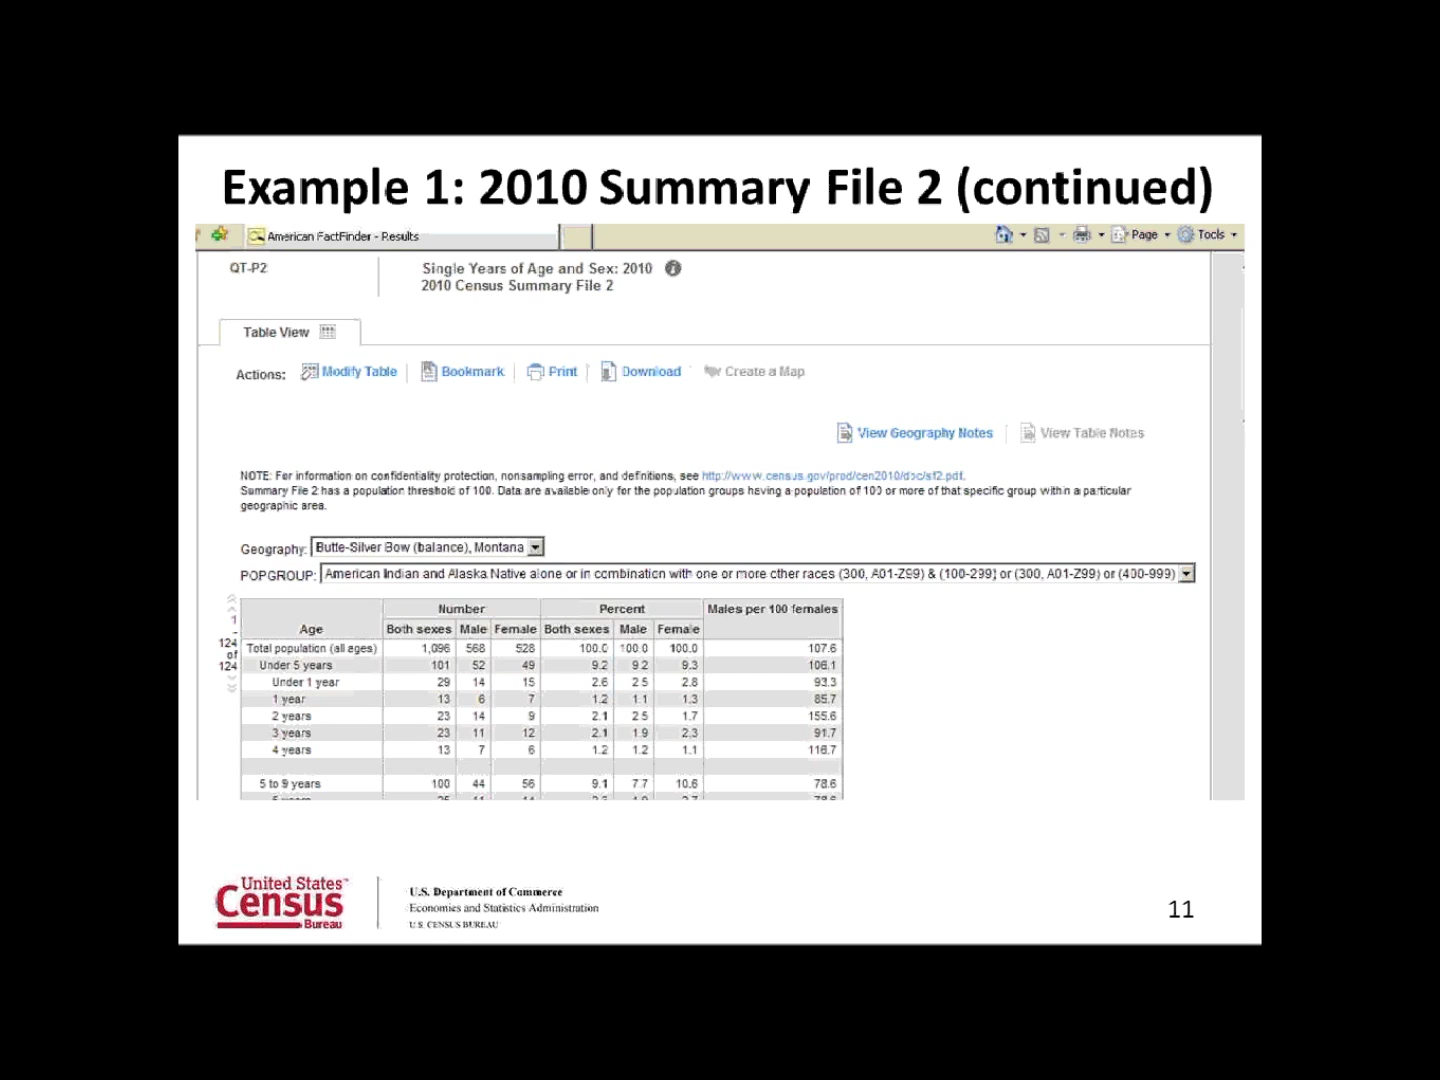 Example 1: 2010 Summary File 2 (continued)
American FactFinder - Results
Page
Tools
QT-P2
Single Years of Age and Sex: 2010
2010 Census Summary File 2
Table View
Actions: Modify Table Bookmark Print Download Create a Map
View Geography Notes View Table Notes
NOTE: For information on confidentiality protection, nonsampling error, and definitions, see http://www.census.gov/prod/cen2010/doc/sf2.pdf.
Summary File 2 has a population threshold of 100. Data are available only for the population groups having a population of 100 or more of that specific group within a particular
geographic area.
Geography: Butte-Silver Bow (balance), Montana
POPGROUP: American Indian and Alaska Native alone or in combination with one or more other races (300, A01-Z99) & (100-299) or (300, A01-Z99) or (400-999)
1
-
124
of
124
Number Percent Males per 100 females
Age Both sexes Male Female Both sexes Male Female
Total population (all ages) 1,096 568 528 100.0 100.0 100.0 107.6
Under 5 years 101 52 49 9.2 9.2 9.3 106.1
Under 1 year 29 14 15 2.6 2.5 2.8 93.3
1 year 13 6 7 1.2 1.1 1.3 85.7
2 years 23 14 9 2.1 2.5 1.7 155.6
3 years 23 11 12 2.1 1.9 2.3 91.7
4 years 13 7 6 1.2 1.2 1.1 116.7
5 to 9 years 100 44 56 9.1 7.7 10.6 78.6
United States™
Census
Bureau
U.S. Department of Commerce
Economics and Statistics Administration
U.S. CENSUS BUREAU
11